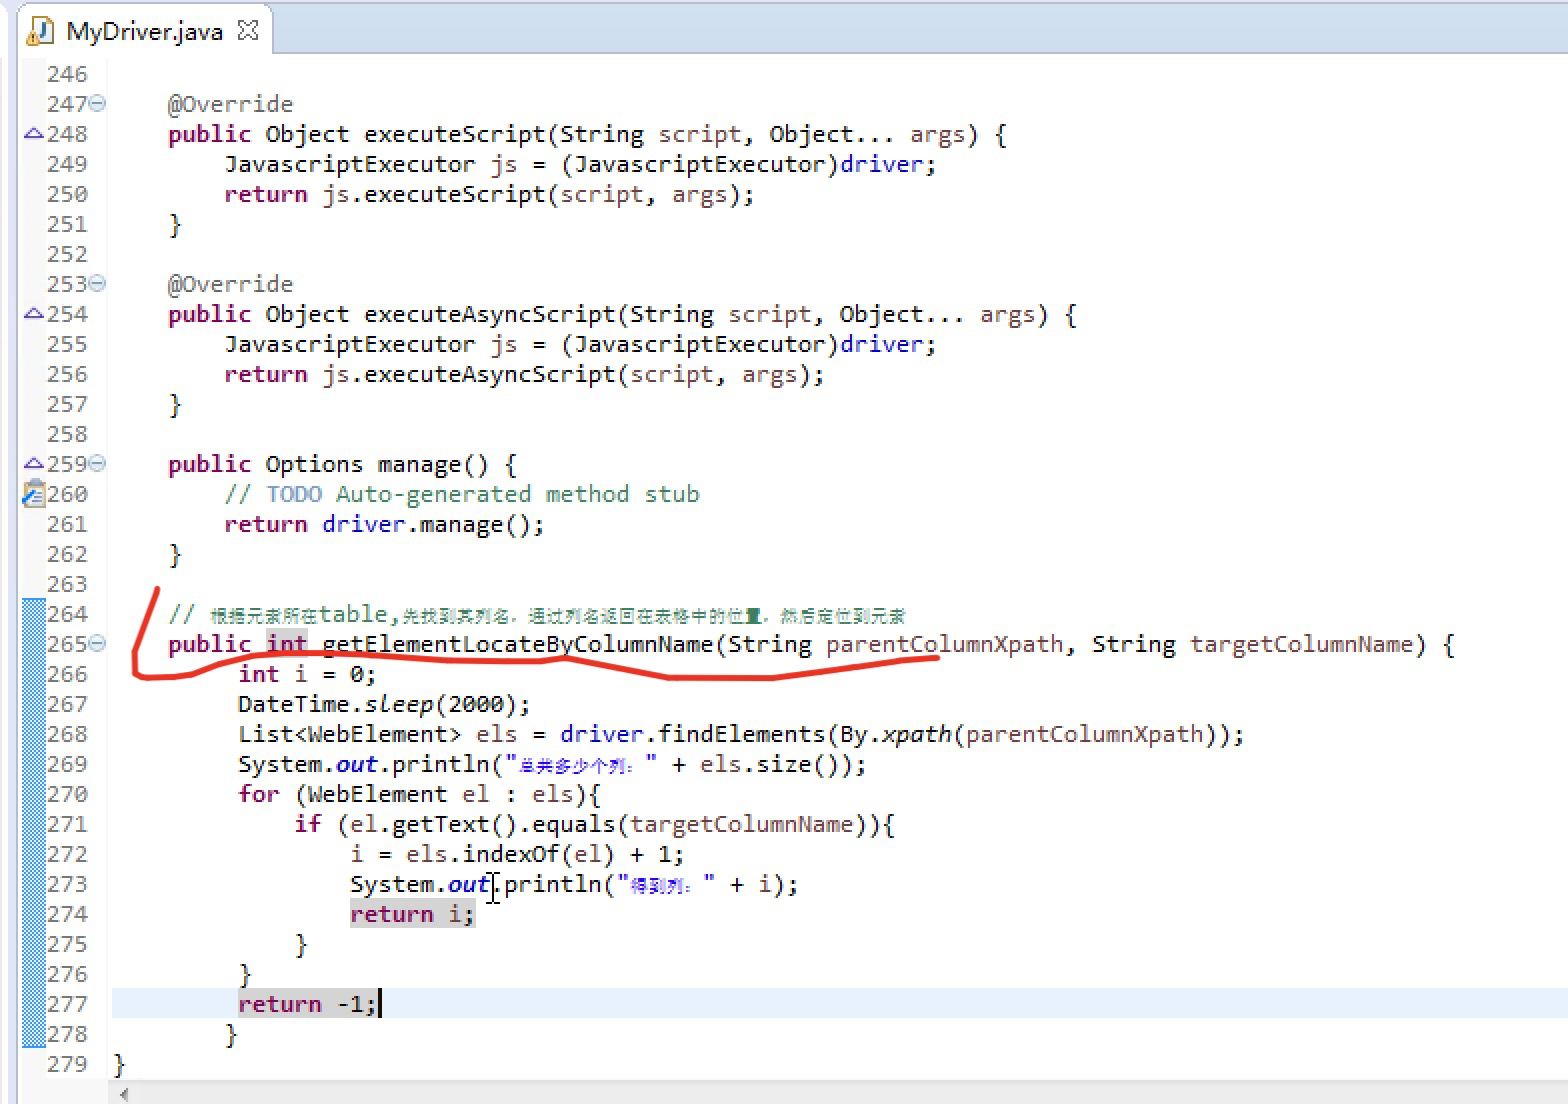 MyDriver.java
246
247 @Override
248 public Object executeScript(String script, Object... args) {
249 JavascriptExecutor js = (JavascriptExecutor)driver;
250 return js.executeScript(script, args);
251 }
252
253 @Override
254 public Object executeAsyncScript(String script, Object... args) {
255 JavascriptExecutor js = (JavascriptExecutor)driver;
256 return js.executeAsyncScript(script, args);
257 }
258
259 public Options manage() {
260 // TODO Auto-generated method stub
261 return driver.manage();
262 }
263
264 // 根据元素所在table,先找到其列名，通过列名返回在表格中的位置，然后定位到元素
265 public int getElementLocateByColumnName(String parentColumnXpath, String targetColumnName) {
266 int i = 0;
267 DateTime.sleep(2000);
268 List<WebElement> els = driver.findElements(By.xpath(parentColumnXpath));
269 System.out.println("总共多少个列：" + els.size());
270 for (WebElement el : els){
271 if (el.getText().equals(targetColumnName)){
272 i = els.indexOf(el) + 1;
273 System.out.println("得到列：" + i);
274 return i;
275 }
276 }
277 return -1;
278 }
279 }